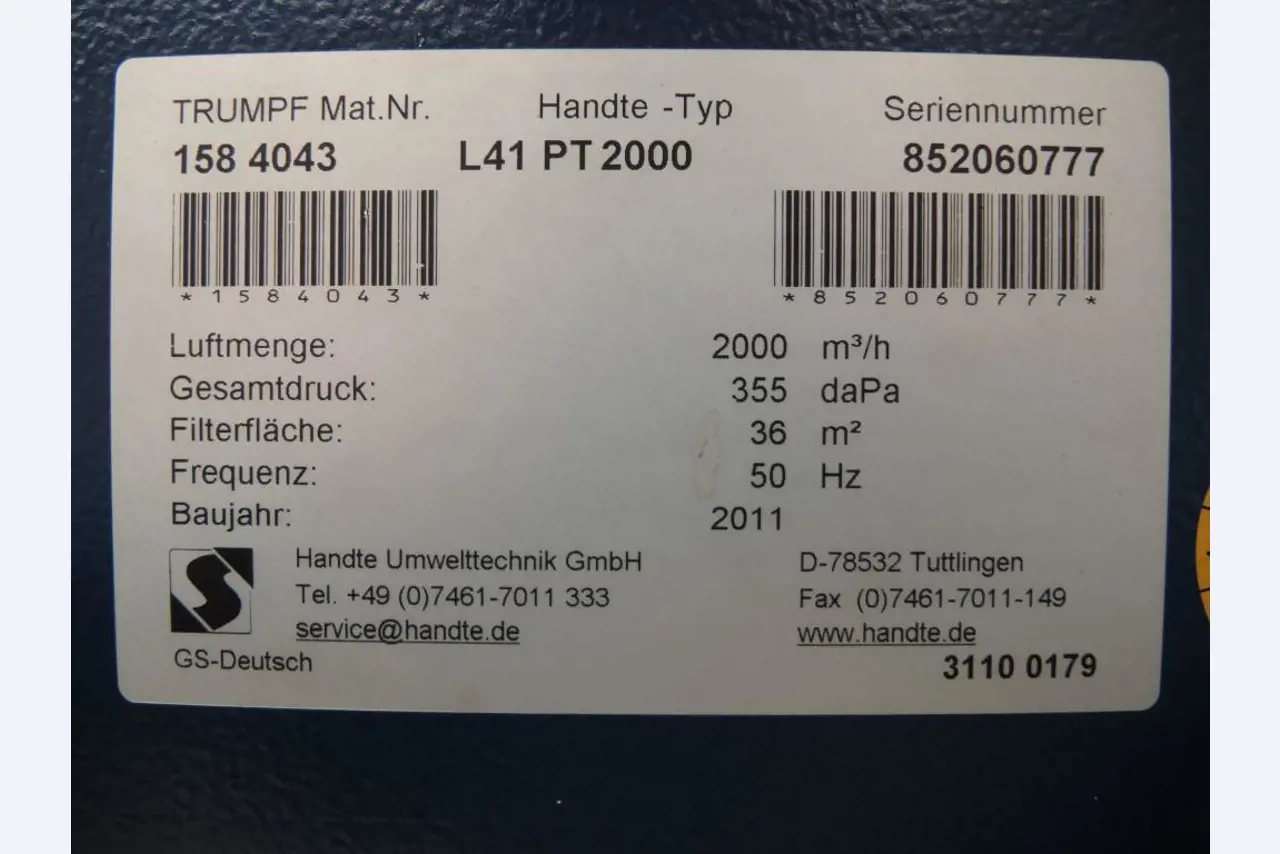 TRUMPF Mat.Nr. Handte -Typ Seriennummer
158 4043 L41 PT 2000 852060777
*1584043* *852060777*
Luftmenge: 2000 m³/h
Gesamtdruck: 355 daPa
Filterfläche: 36 m²
Frequenz: 50 Hz
Baujahr: 2011
Handte Umwelttechnik GmbH D-78532 Tuttlingen
Tel. +49 (0)7461-7011 333 Fax (0)7461-7011-149
service@handte.de www.handte.de
GS-Deutsch 3110 0179